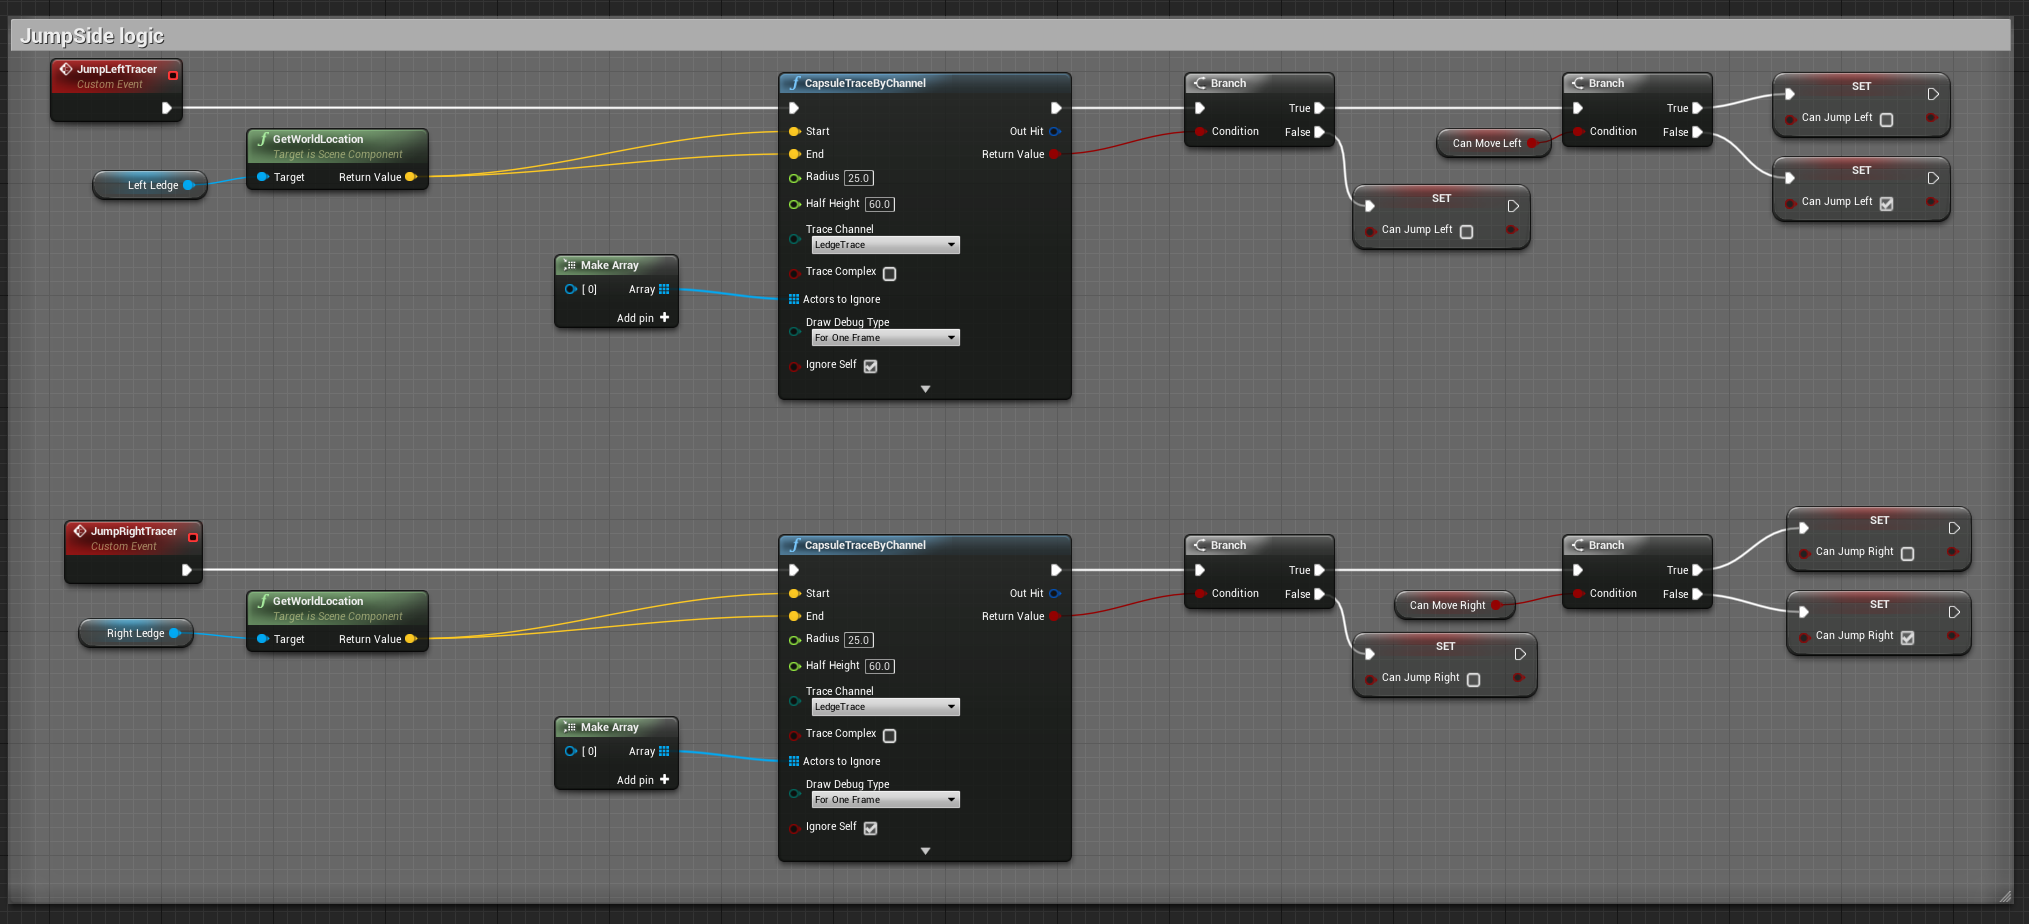 JumpSide logic
JumpLeftTracer
Custom Event
GetWorldLocation
Target is Scene Component
Target
Return Value
Left Ledge
Make Array
[ 0]
Array
Add pin
CapsuleTraceByChannel
Start
Out Hit
End
Return Value
Radius
25.0
Half Height
60.0
Trace Channel
LedgeTrace
Trace Complex
Actors to Ignore
Draw Debug Type
For One Frame
Ignore Self
Branch
True
Condition
False
SET
Can Jump Left
Can Move Left
Branch
True
Condition
False
SET
Can Jump Left
SET
Can Jump Left
JumpRightTracer
Custom Event
GetWorldLocation
Target is Scene Component
Target
Return Value
Right Ledge
Make Array
[ 0]
Array
Add pin
CapsuleTraceByChannel
Start
Out Hit
End
Return Value
Radius
25.0
Half Height
60.0
Trace Channel
LedgeTrace
Trace Complex
Actors to Ignore
Draw Debug Type
For One Frame
Ignore Self
Branch
True
Condition
False
SET
Can Jump Right
Can Move Right
Branch
True
Condition
False
SET
Can Jump Right
SET
Can Jump Right